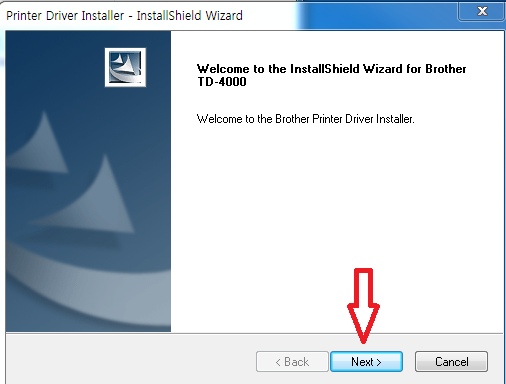 Printer Driver Installer - InstallShield Wizard
Welcome to the InstallShield Wizard for Brother
TD-4000
Welcome to the Brother Printer Driver Installer.
< Back
Next >
Cancel